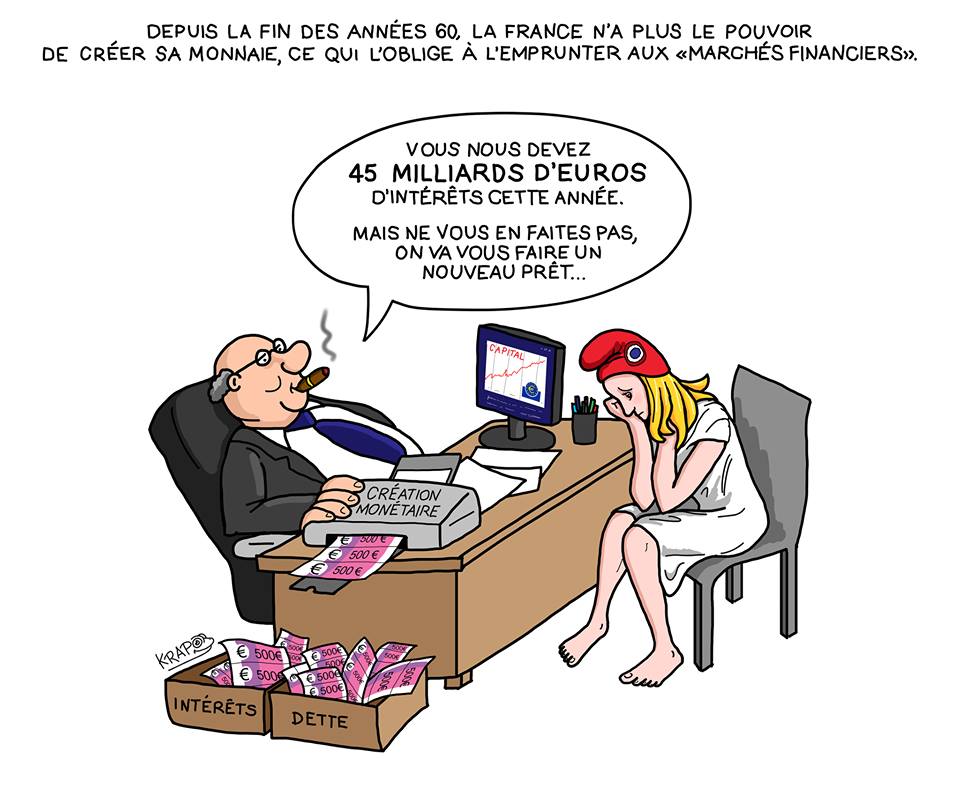 DEPUIS LA FIN DES ANNÉES 60, LA FRANCE N'A PLUS LE POUVOIR
DE CRÉER SA MONNAIE, CE QUI L'OBLIGE À L'EMPRUNTER AUX «MARCHÉS FINANCIERS».
VOUS NOUS DEVEZ
45 MILLIARDS D'EUROS
D'INTÉRÊTS CETTE ANNÉE.
MAIS NE VOUS EN FAITES PAS,
ON VA VOUS FAIRE UN
NOUVEAU PRÊT...
CAPITAL
CRÉATION
MONÉTAIRE
€ 500€
€ 500€
€ 500€
KRAPO
€ 500€
€ 500€
€ 500€
€ 500€
€ 500€
500€
500€
INTÉRÊTS
DETTE